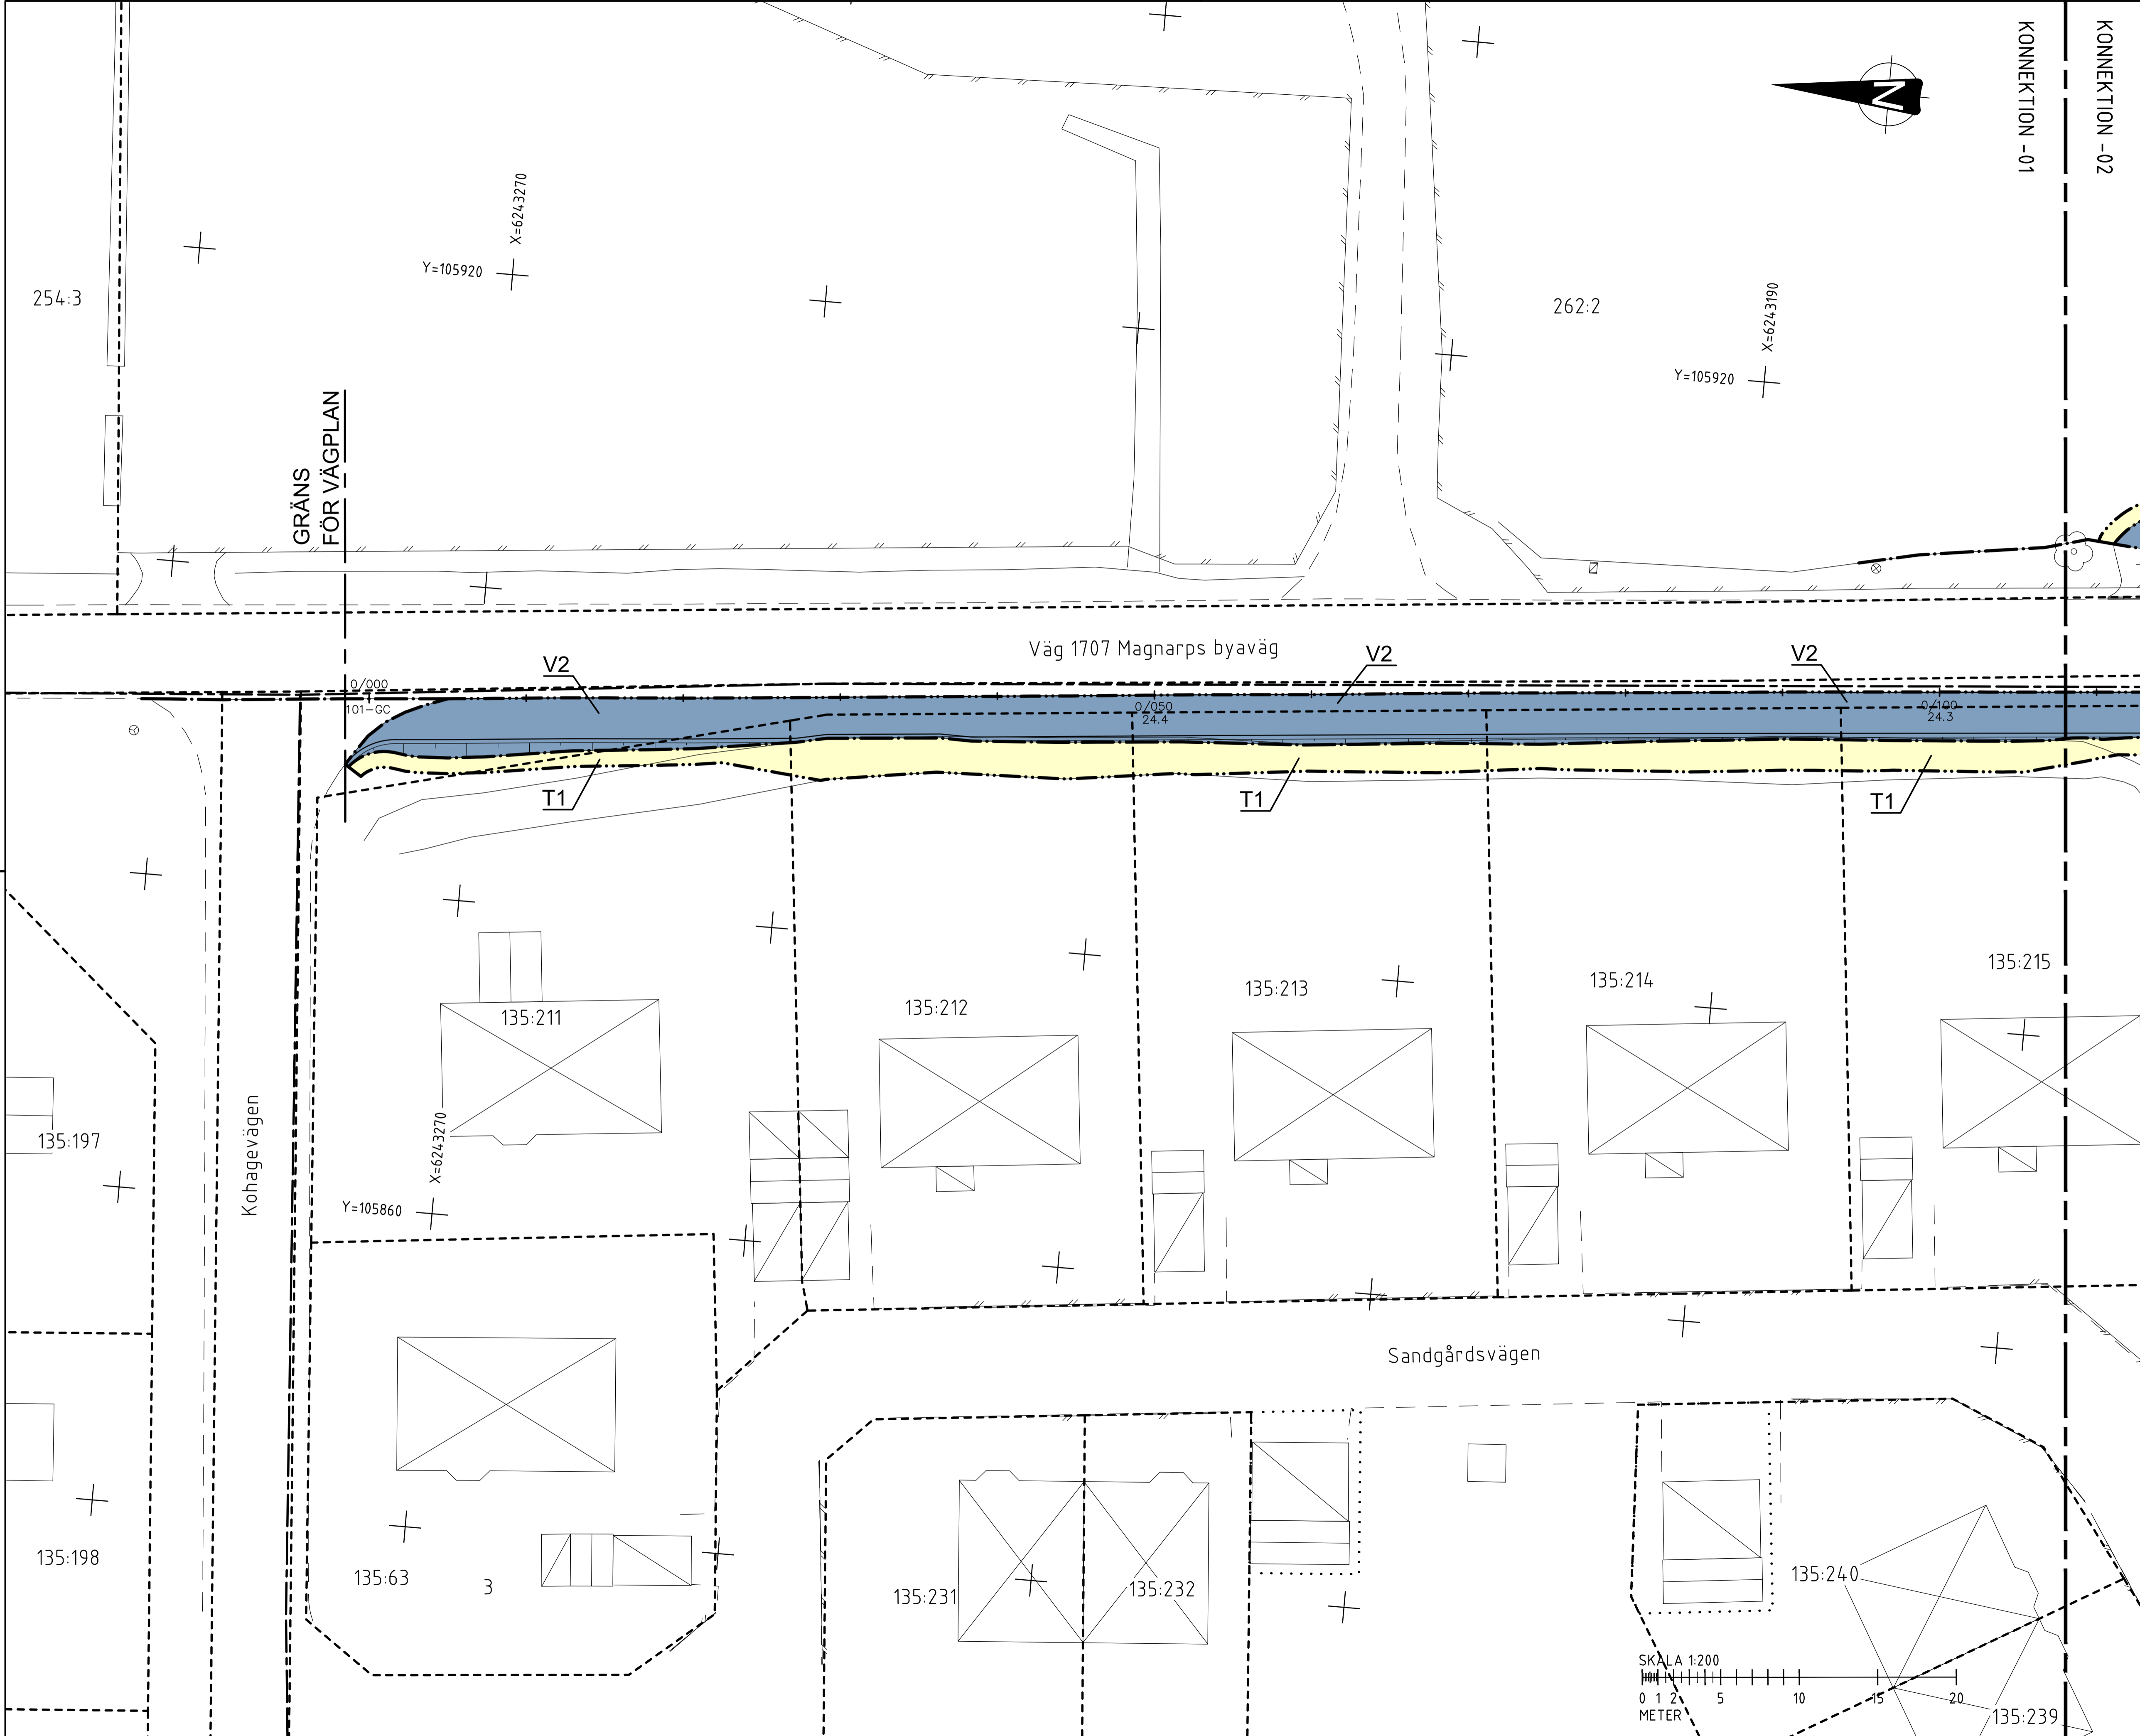 KONNEKTION -01
KONNEKTION -02
N
X=6243270
Y=105920
254:3
262:2
X=6243190
Y=105920
GRÄNS
FÖR VÄGPLAN
Väg 1707 Magnarps byaväg
V2
V2
V2
0/000
101-GC
0/050
24.4
0/100
24.3
T1
T1
T1
135:211
135:212
135:213
135:214
135:215
Kohagevägen
135:197
X=6243270
Y=105860
Sandgårdsvägen
135:198
135:63
3
135:231
135:232
135:240
SKALA 1:200
0 1 2 5 10 15 20
METER
135:239